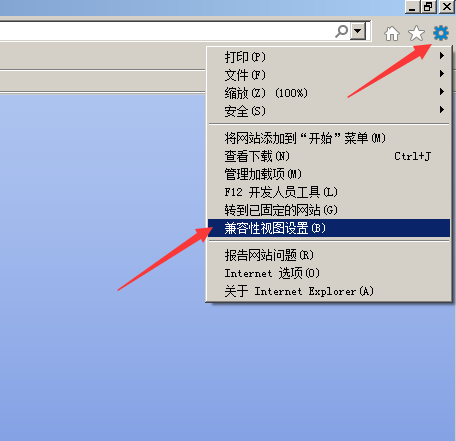 打印(P)
文件(F)
缩放(Z) (100%)
安全(S)
将网站添加到“开始”菜单(M)
查看下载(N) Ctrl+J
管理加载项(M)
F12 开发人员工具(L)
转到已固定的网站(G)
兼容性视图设置(B)
报告网站问题(R)
Internet 选项(O)
关于 Internet Explorer(A)